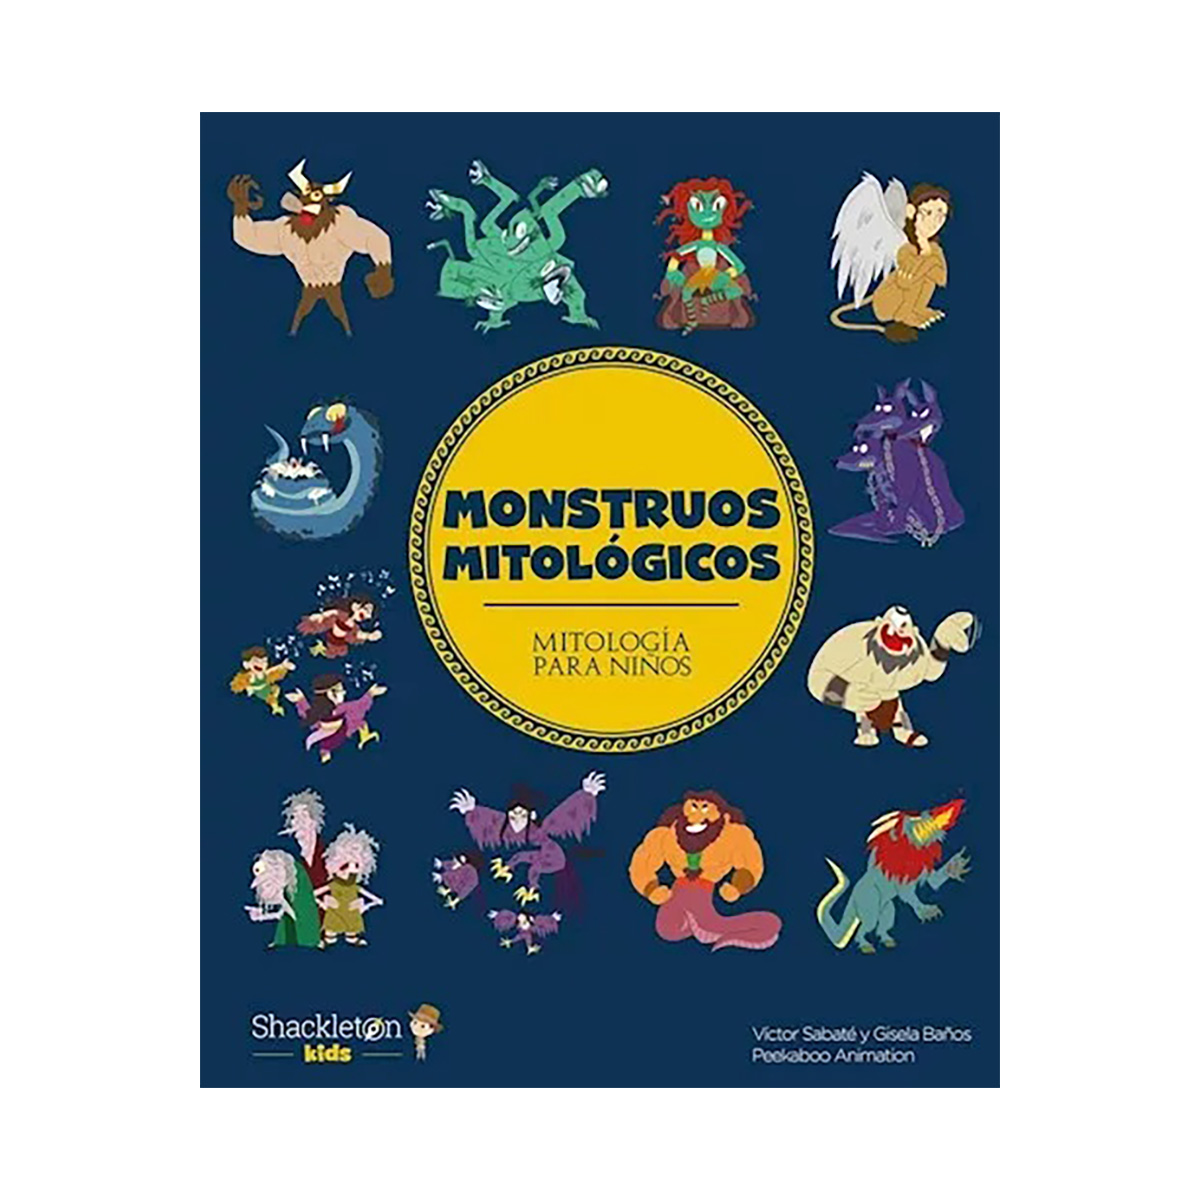 MONSTRUOS
MITOLÓGICOS
MITOLOGÍA
PARA NIÑOS
Shackleton
kids
Víctor Sabaté y Gisela Baños
Peekaboo Animation